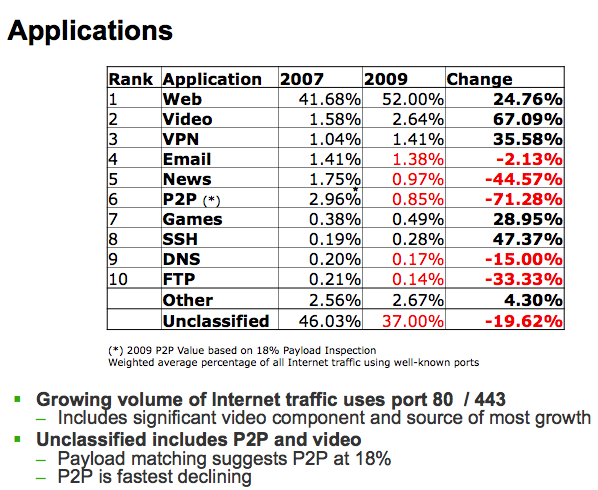 Applications
Rank Application 2007 2009 Change
1 Web 41.68% 52.00% 24.76%
2 Video 1.58% 2.64% 67.09%
3 VPN 1.04% 1.41% 35.58%
4 Email 1.41% 1.38% -2.13%
5 News 1.75% 0.97% -44.57%
6 P2P (*) 2.96%* 0.85% -71.28%
7 Games 0.38% 0.49% 28.95%
8 SSH 0.19% 0.28% 47.37%
9 DNS 0.20% 0.17% -15.00%
10 FTP 0.21% 0.14% -33.33%
Other 2.56% 2.67% 4.30%
Unclassified 46.03% 37.00% -19.62%
(*) 2009 P2P Value based on 18% Payload Inspection
Weighted average percentage of all Internet traffic using well-known ports
▪ Growing volume of Internet traffic uses port 80 / 443
– Includes significant video component and source of most growth
▪ Unclassified includes P2P and video
– Payload matching suggests P2P at 18%
– P2P is fastest declining